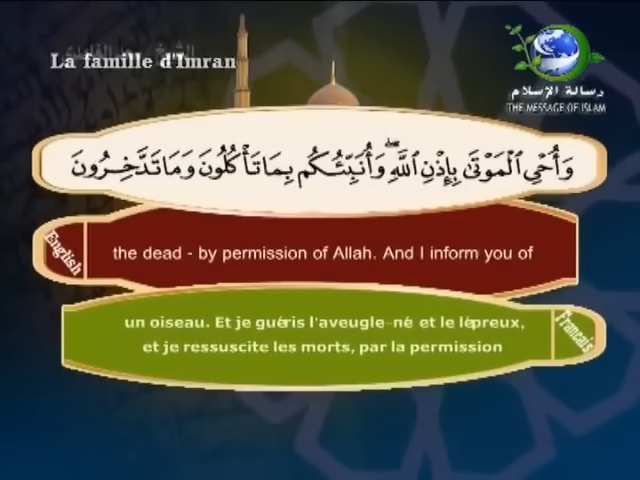 La famille d'Imran
رسالة الإسلام
THE MESSAGE OF ISLAM
وَأُحْيِ ٱلْمَوْتَىٰ بِإِذْنِ ٱللَّهِ ۖ وَأُنَبِّئُكُم بِمَا تَأْكُلُونَ وَمَا تَدَّخِرُونَ
English
the dead - by permission of Allah. And I inform you of
un oiseau. Et je guéris l'aveugle-né et le lépreux,
et je ressuscite les morts, par la permission
Francais